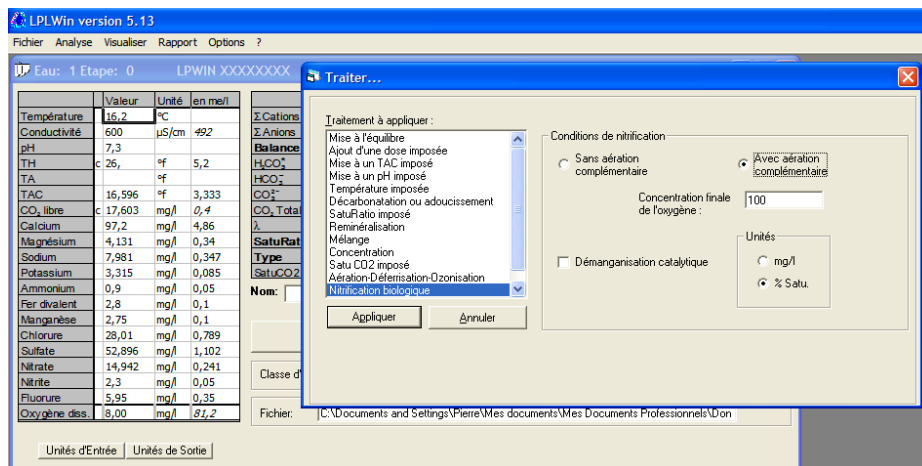 LPLWin version 5.13
Fichier Analyse Visualiser Rapport Options ?
Eau: 1 Etape: 0 LPWIN XXXXXXXX
Valeur Unité en me/l
Température 16,2 °C
Conductivité 600 µS/cm 492
pH 7,3
TH c 26, °f 5,2
TA °f
TAC 16,596 °f 3,333
CO₂ libre c 17,603 mg/l 0,4
Calcium 97,2 mg/l 4,86
Magnésium 4,131 mg/l 0,34
Sodium 7,981 mg/l 0,347
Potassium 3,315 mg/l 0,085
Ammonium 0,9 mg/l 0,05
Fer divalent 2,8 mg/l 0,1
Manganèse 2,75 mg/l 0,1
Chlorure 28,01 mg/l 0,789
Sulfate 52,896 mg/l 1,102
Nitrate 14,942 mg/l 0,241
Nitrite 2,3 mg/l 0,05
Fluorure 5,95 mg/l 0,35
Oxygène diss. 8,00 mg/l 81,2
Unités d'Entrée Unités de Sortie
Σ Cations
Σ Anions
Balance
H₂CO₃*
HCO₃⁻
CO₃²⁻
CO₂ Total
λ
SatuRat
Type
SatuCO2
Nom:
Classe d'
Fichier: C:\Documents and Settings\Pierre\Mes documents\Mes Documents Professionnels\Don
Traiter...
Traitement à appliquer :
Mise à l'équilibre
Ajout d'une dose imposée
Mise à un TAC imposé
Mise à un pH imposé
Température imposée
Décarbonatation ou adoucissement
SatuRatio imposé
Reminéralisation
Mélange
Concentration
Satu CO2 imposé
Aération-Déferrisation-Ozonisation
Nitrification biologique
Appliquer Annuler
Conditions de nitrification
Sans aération
complémentaire
Avec aération
complémentaire
Concentration finale
de l'oxygène : 100
Unités
mg/l
% Satu.
Démanganisation catalytique